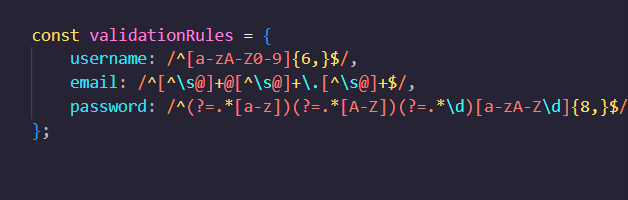 const validationRules = {
username: /^[a-zA-Z0-9]{6,}$/,
email: /^[^\s@]+@[^\s@]+\.[^\s@]+$/,
password: /^(?=.*[a-z])(?=.*[A-Z])(?=.*\d)[a-zA-Z\d]{8,}$/
};